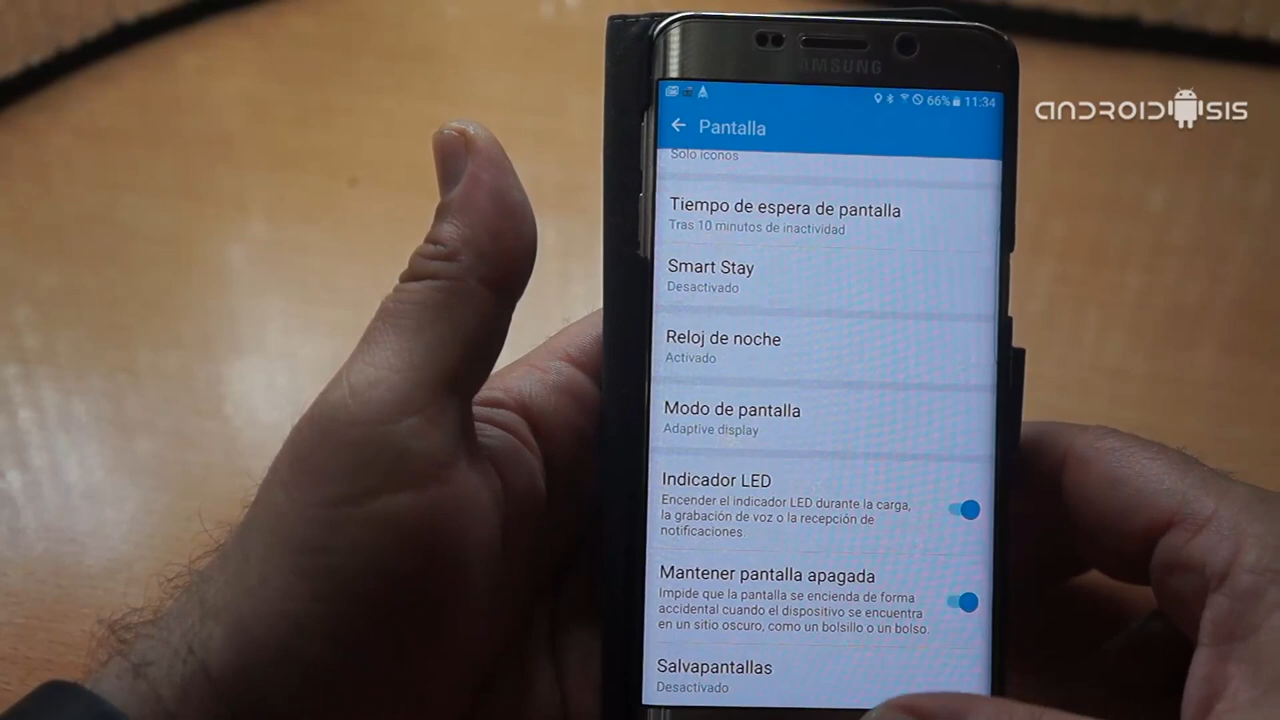 SAMSUNG
66% 11:34
ANDROIDSIS
Pantalla
Solo iconos
Tiempo de espera de pantalla
Tras 10 minutos de inactividad
Smart Stay
Desactivado
Reloj de noche
Activado
Modo de pantalla
Adaptive display
Indicador LED
Encender el indicador LED durante la carga,
la grabación de voz o la recepción de
notificaciones.
Mantener pantalla apagada
Impide que la pantalla se encienda de forma
accidental cuando el dispositivo se encuentra
en un sitio oscuro, como un bolsillo o un bolso.
Salvapantallas
Desactivado